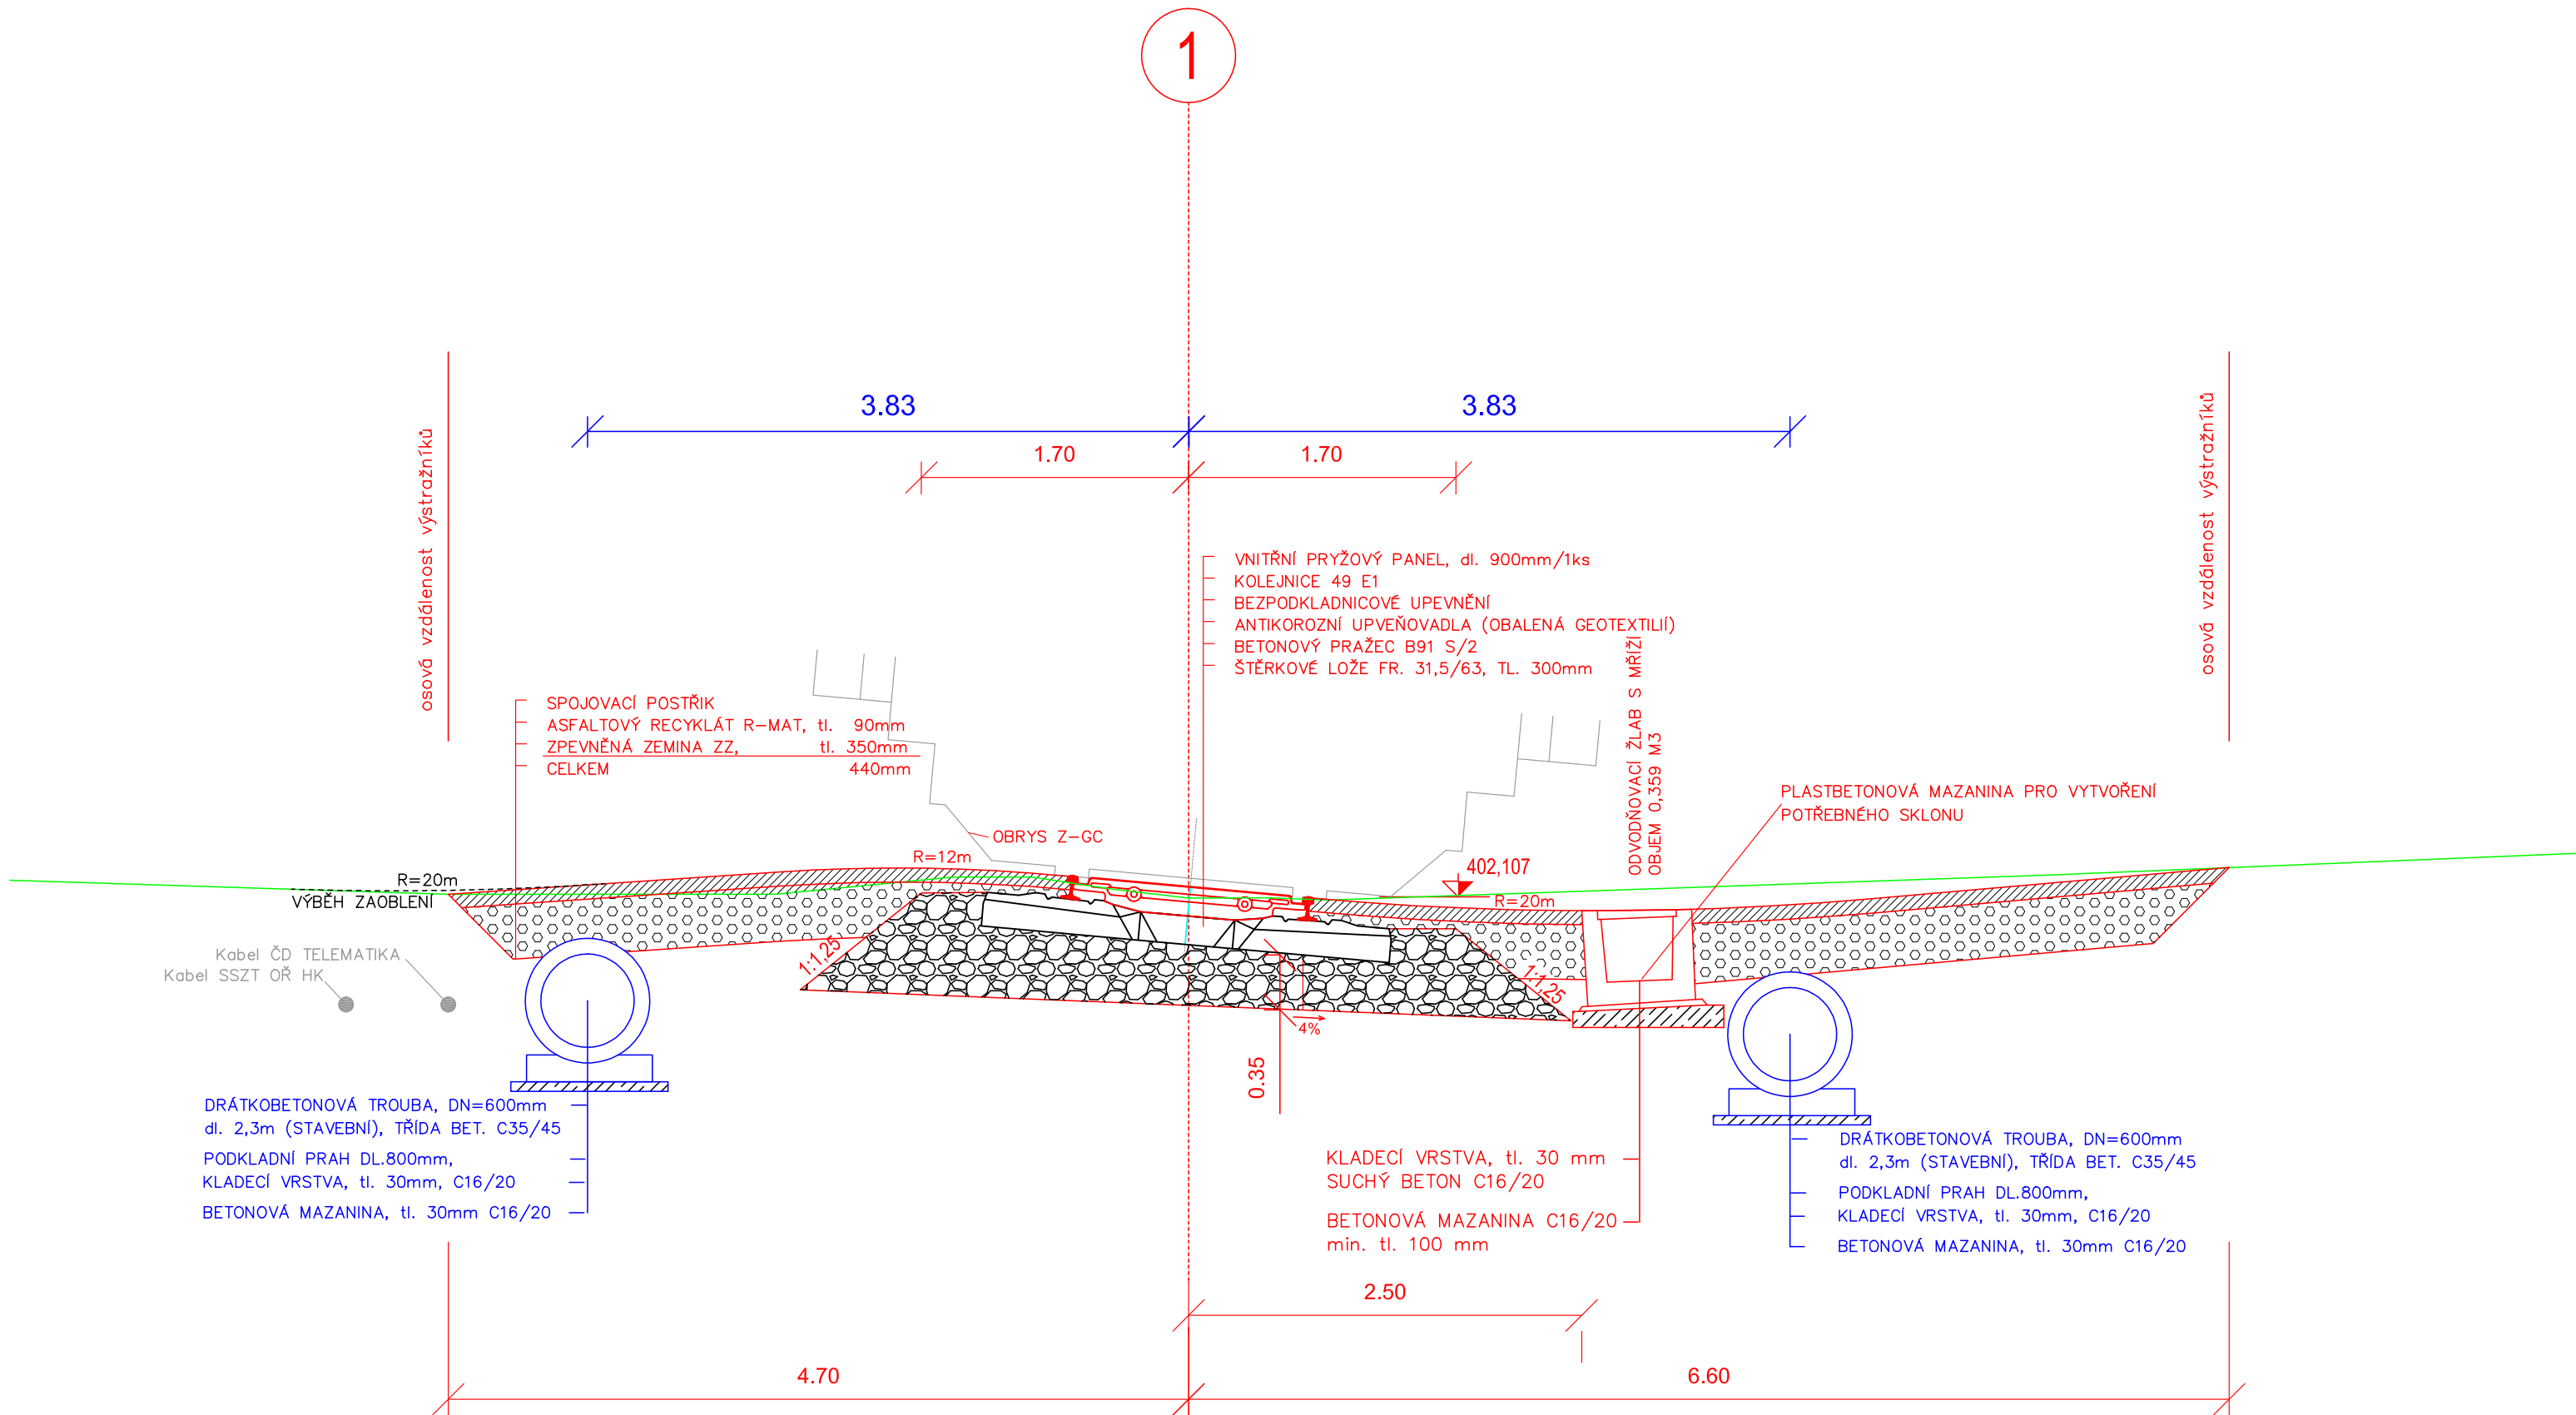 1
3.83
3.83
1.70
1.70
osová vzdálenost výstražníků
osová vzdálenost výstražníků
VNITŘNÍ PRYŽOVÝ PANEL, dl. 900mm/1ks
KOLEJNICE 49 E1
BEZPODKLADNICOVÉ UPEVNĚNÍ
ANTIKOROZNÍ UPVEŇOVADLA (OBALENÁ GEOTEXTILIÍ)
BETONOVÝ PRAŽEC B91 S/2
ŠTĚRKOVÉ LOŽE FR. 31,5/63, TL. 300mm
SPOJOVACÍ POSTŘIK
ASFALTOVÝ RECYKLÁT R-MAT, tl. 90mm
ZPEVNĚNÁ ZEMINA ZZ, tl. 350mm
CELKEM 440mm
ODVODŇOVACÍ ŽLAB S MŘÍŽÍ
OBJEM 0,359 M3
PLASTBETONOVÁ MAZANINA PRO VYTVOŘENÍ
POTŘEBNÉHO SKLONU
OBRYS Z-GC
R=12m
402,107
R=20m
R=20m
VÝBĚH ZAOBLENÍ
Kabel ČD TELEMATIKA
Kabel SSZT OŘ HK
1:1,25
1:1,25
4%
0.35
DRÁTKOBETONOVÁ TROUBA, DN=600mm
dl. 2,3m (STAVEBNÍ), TŘÍDA BET. C35/45
PODKLADNÍ PRAH DL.800mm,
KLADECÍ VRSTVA, tl. 30mm, C16/20
BETONOVÁ MAZANINA, tl. 30mm C16/20
KLADECÍ VRSTVA, tl. 30 mm
SUCHÝ BETON C16/20
BETONOVÁ MAZANINA C16/20
min. tl. 100 mm
DRÁTKOBETONOVÁ TROUBA, DN=600mm
dl. 2,3m (STAVEBNÍ), TŘÍDA BET. C35/45
PODKLADNÍ PRAH DL.800mm,
KLADECÍ VRSTVA, tl. 30mm, C16/20
BETONOVÁ MAZANINA, tl. 30mm C16/20
2.50
4.70
6.60